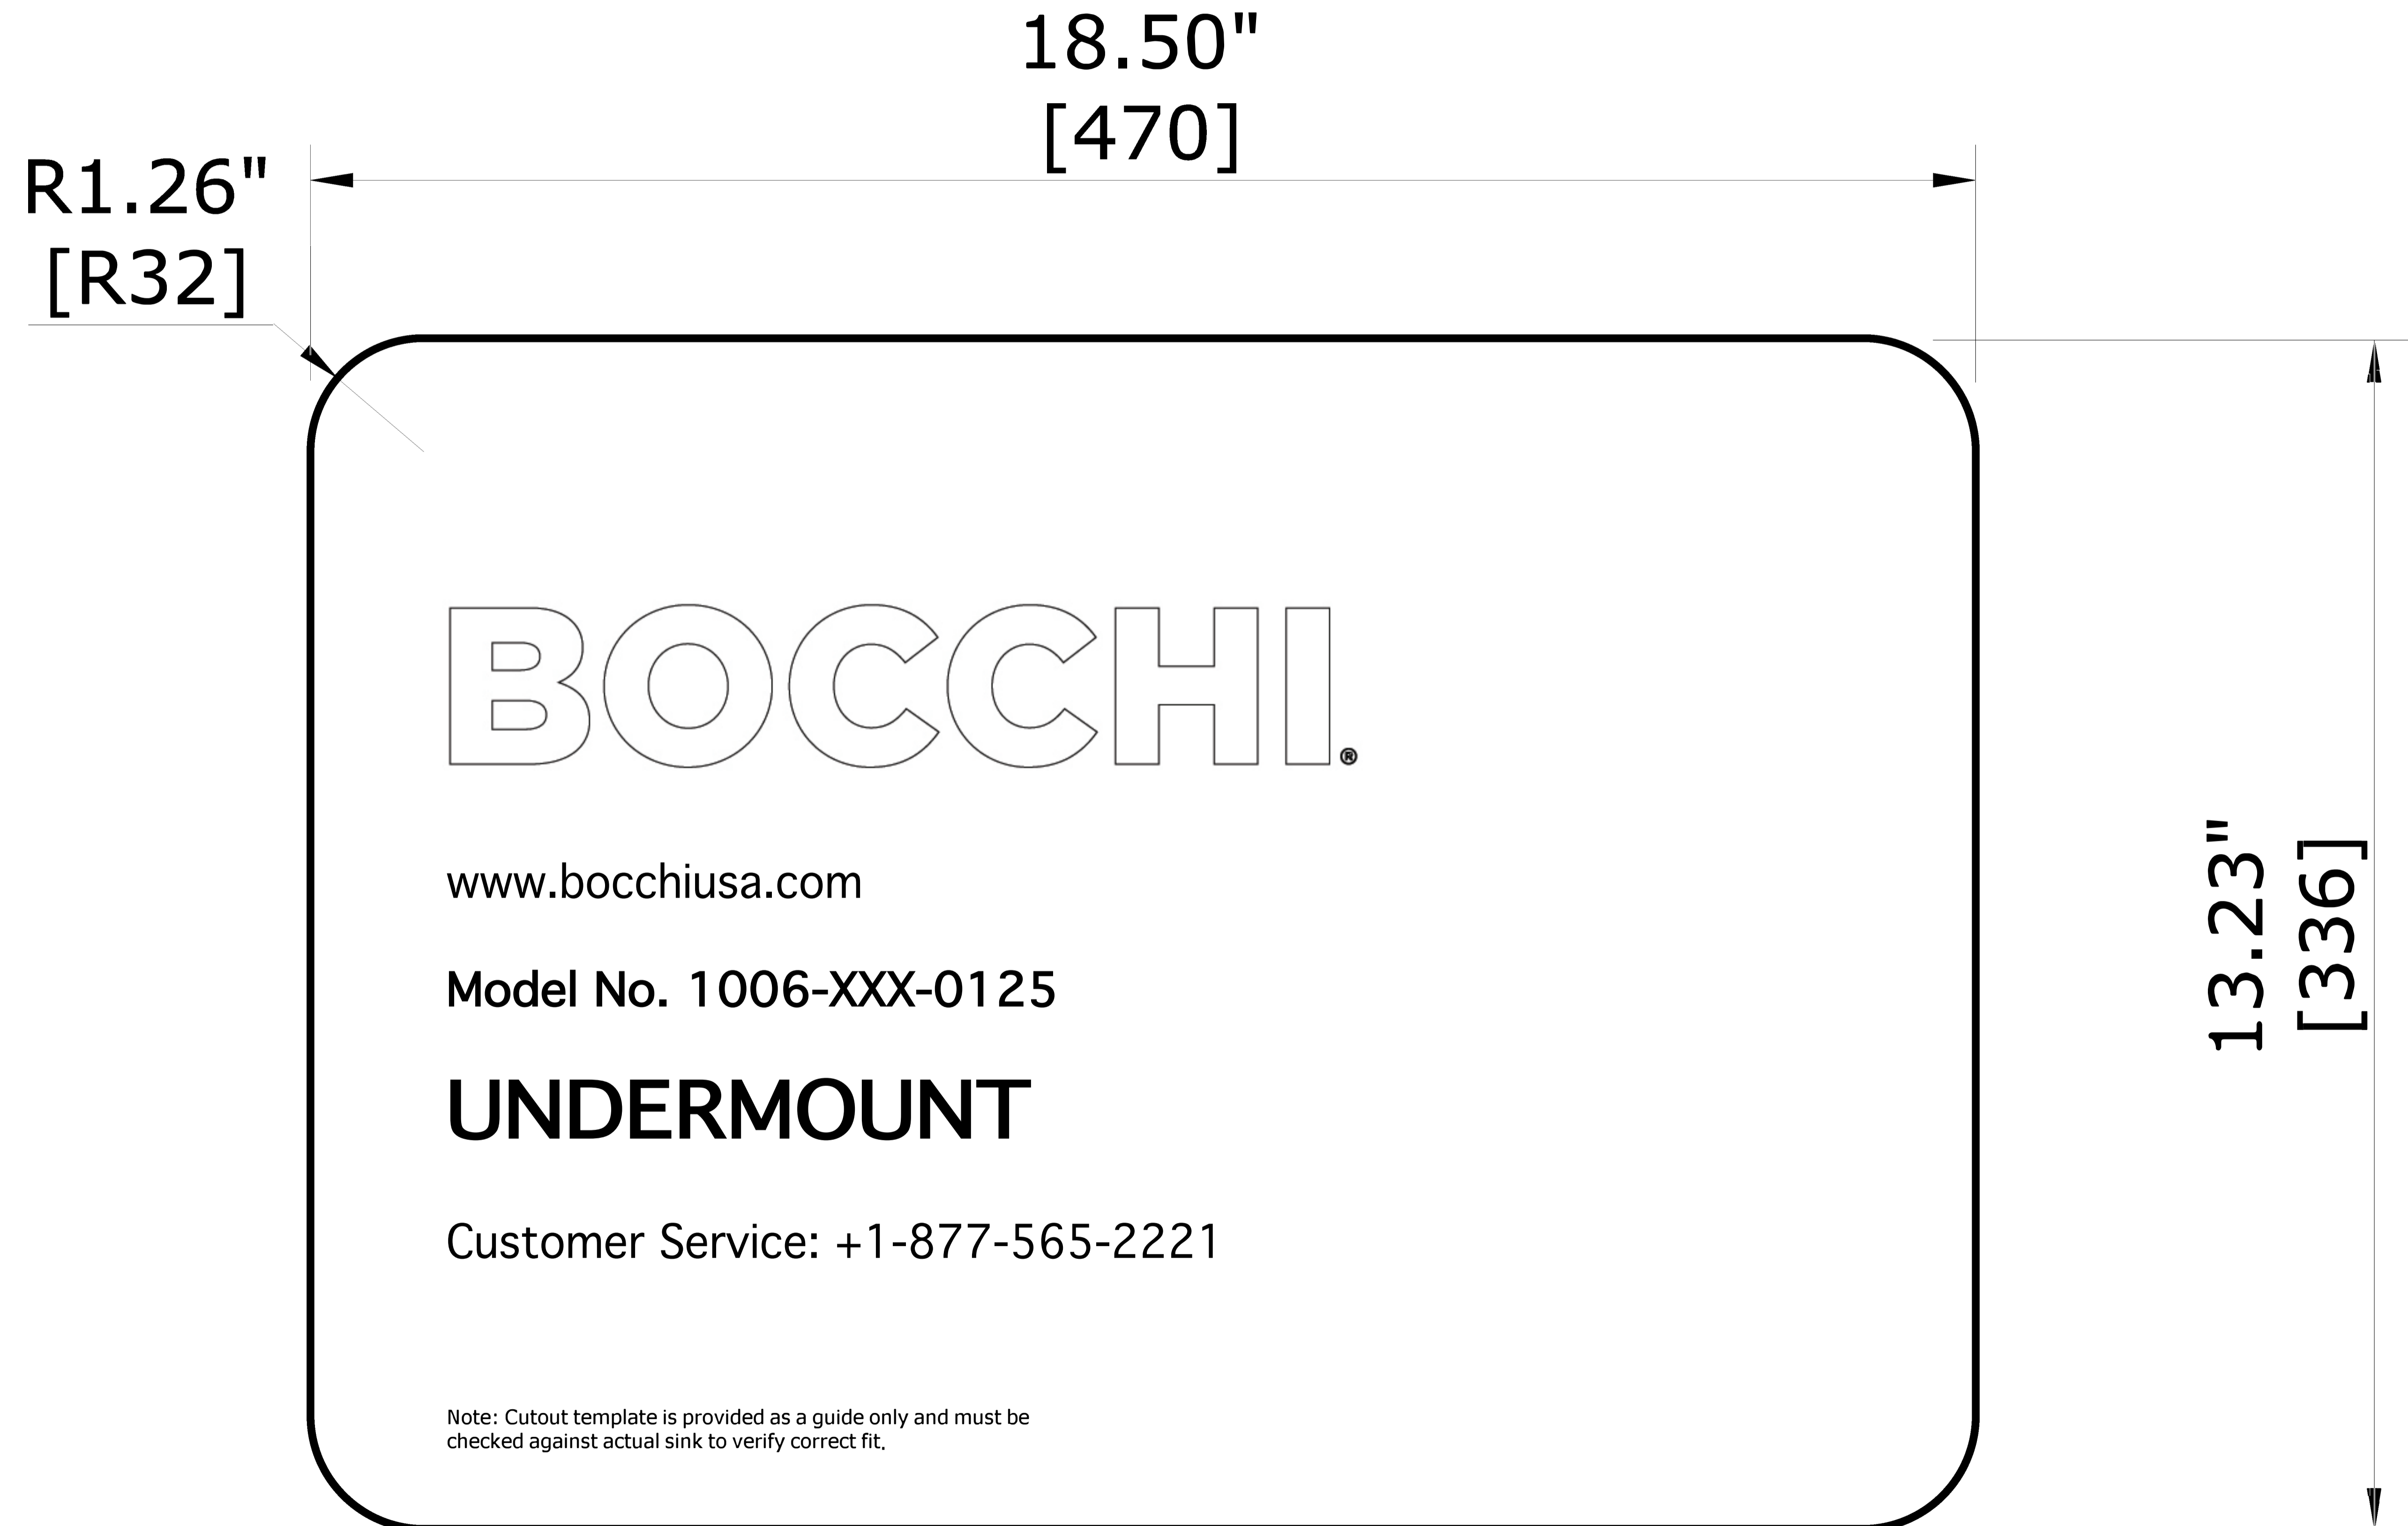 18.50"
[470]
R1.26"
[R32]
BOCCHI®
www.bocchiusa.com
Model No. 1006-XXX-0125
UNDERMOUNT
Customer Service: +1-877-565-2221
13.23"
[336]
Note: Cutout template is provided as a guide only and must be
checked against actual sink to verify correct fit.